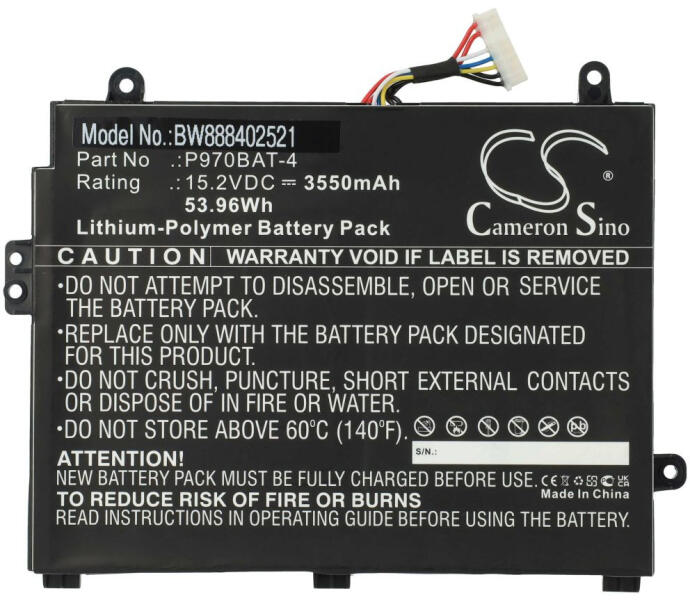 Model No.:BW888402521
Part No :P970BAT-4
Rating :15.2VDC ⎓ 3550mAh
53.96Wh
Lithium-Polymer Battery Pack
CS
Cameron Sino
®
CAUTION WARRANTY VOID IF LABEL IS REMOVED
•DO NOT ATTEMPT TO DISASSEMBLE, OPEN OR SERVICE
THE BATTERY PACK.
•REPLACE ONLY WITH THE BATTERY PACK DESIGNATED
FOR THIS PRODUCT.
•DO NOT CRUSH, PUNCTURE, SHORT EXTERNAL CONTACTS
OR DISPOSE OF IN FIRE OR WATER.
•DO NOT STORE ABOVE 60°C (140°F).
S/N.:
ATTENTION!
NEW BATTERY PACK MUST BE FULLY CHARGED BEFORE USE.
TO REDUCE RISK OF FIRE OR BURNS
READ INSTRUCTIONS IN OPERATING GUIDE BEFORE USING THE BATTERY.
CE EAC UKCA
Made In China